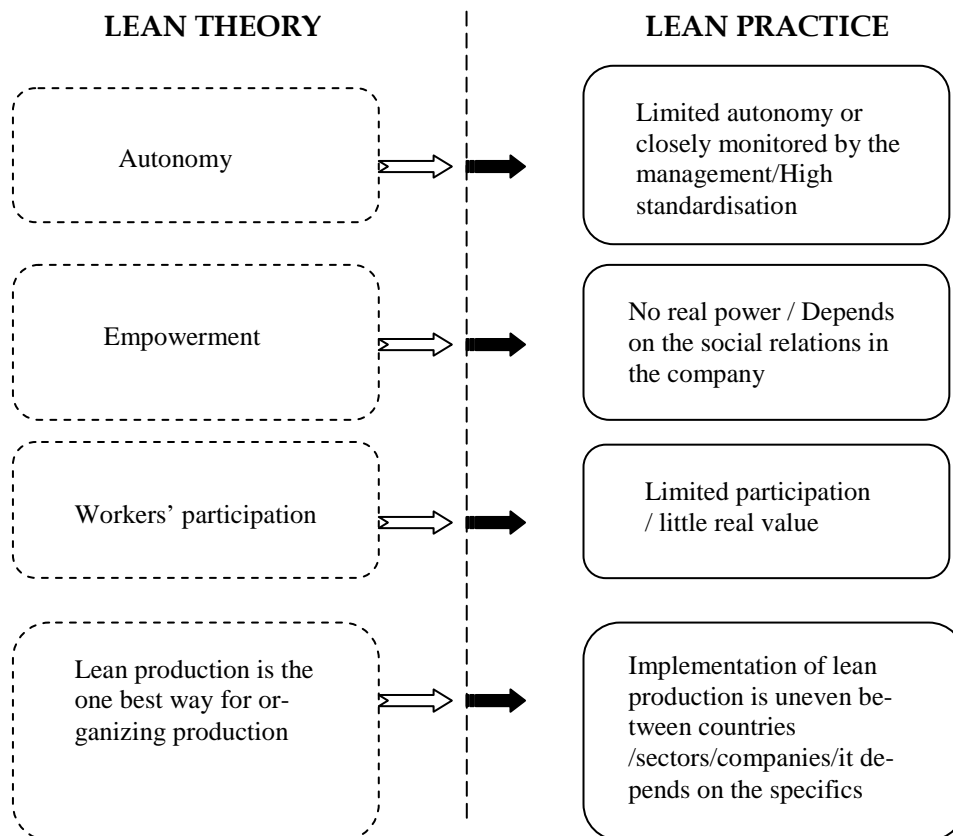 LEAN THEORY
LEAN PRACTICE
Autonomy
Limited autonomy or
closely monitored by the
management/High
standardisation
Empowerment
No real power / Depends
on the social relations in
the company
Workers’ participation
Limited participation
/ little real value
Lean production is the
one best way for or-
ganizing production
Implementation of lean
production is uneven be-
tween countries
/sectors/companies/it de-
pends on the specifics